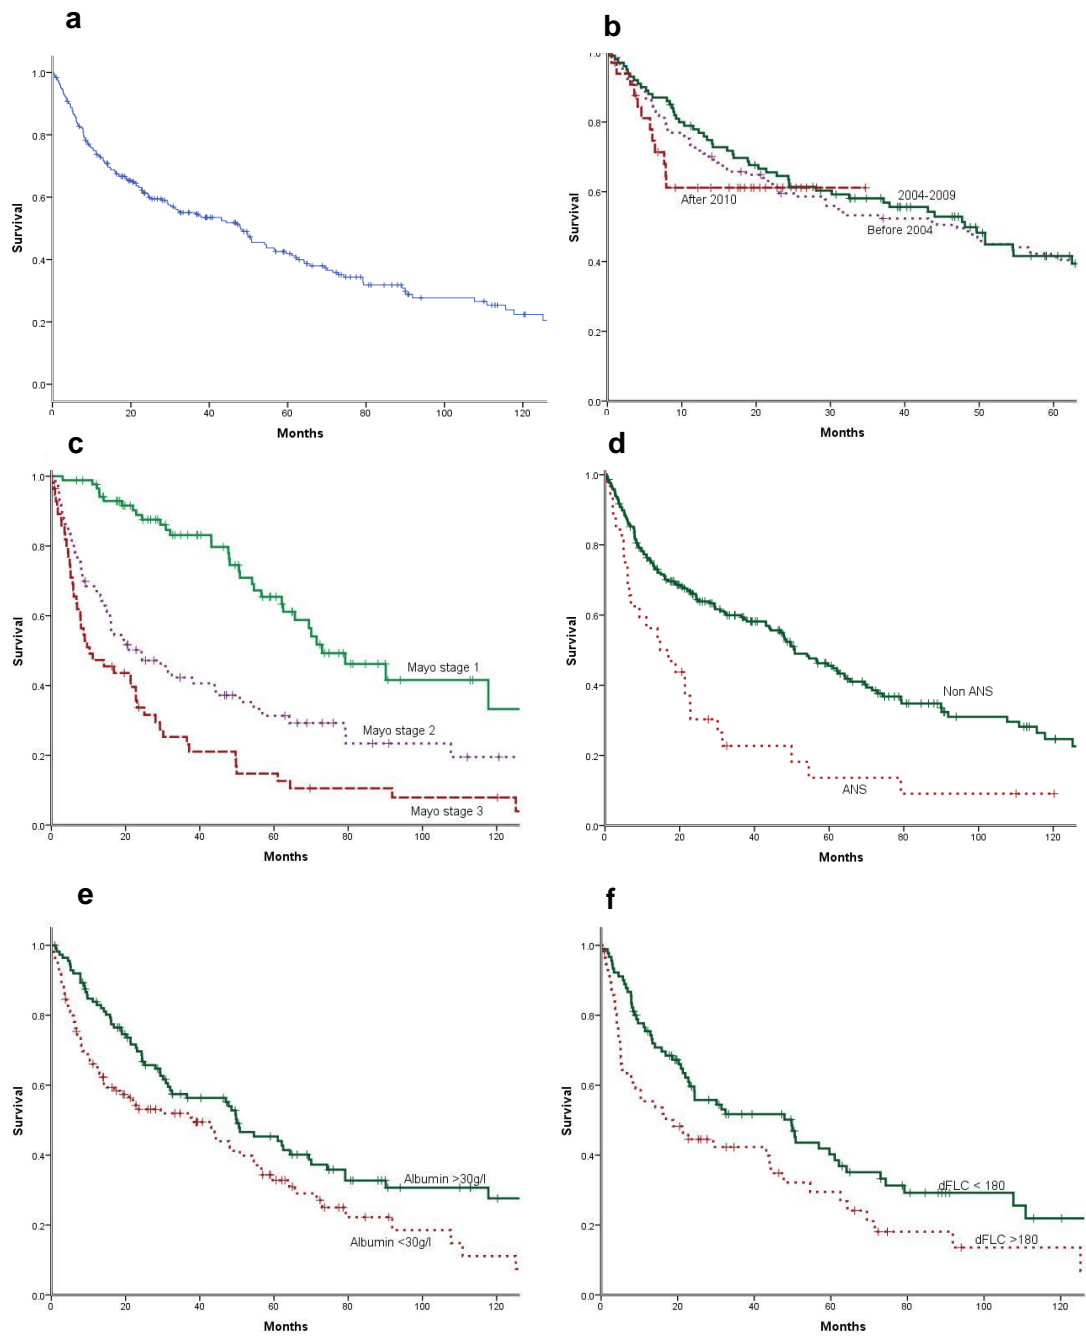 a
1.0
0.8
0.6
0.4
0.2
0.0
Survival
0 20 40 60 80 100 120
Months
b
1.0
0.8
0.6
0.4
0.2
0.0
Survival
After 2010
2004-2009
Before 2004
0 10 20 30 40 50 60
Months
c
1.0
0.8
0.6
0.4
0.2
0.0
Survival
Mayo stage 1
Mayo stage 2
Mayo stage 3
0 20 40 60 80 100 120
Months
d
1.0
0.8
0.6
0.4
0.2
0.0
Survival
Non ANS
ANS
0 20 40 60 80 100 120
Months
e
1.0
0.8
0.6
0.4
0.2
0.0
Survival
Albumin >30g/l
Albumin <30g/l
0 20 40 60 80 100 120
Months
f
1.0
0.8
0.6
0.4
0.2
0.0
Survival
dFLC < 180
dFLC >180
0 20 40 60 80 100 120
Months